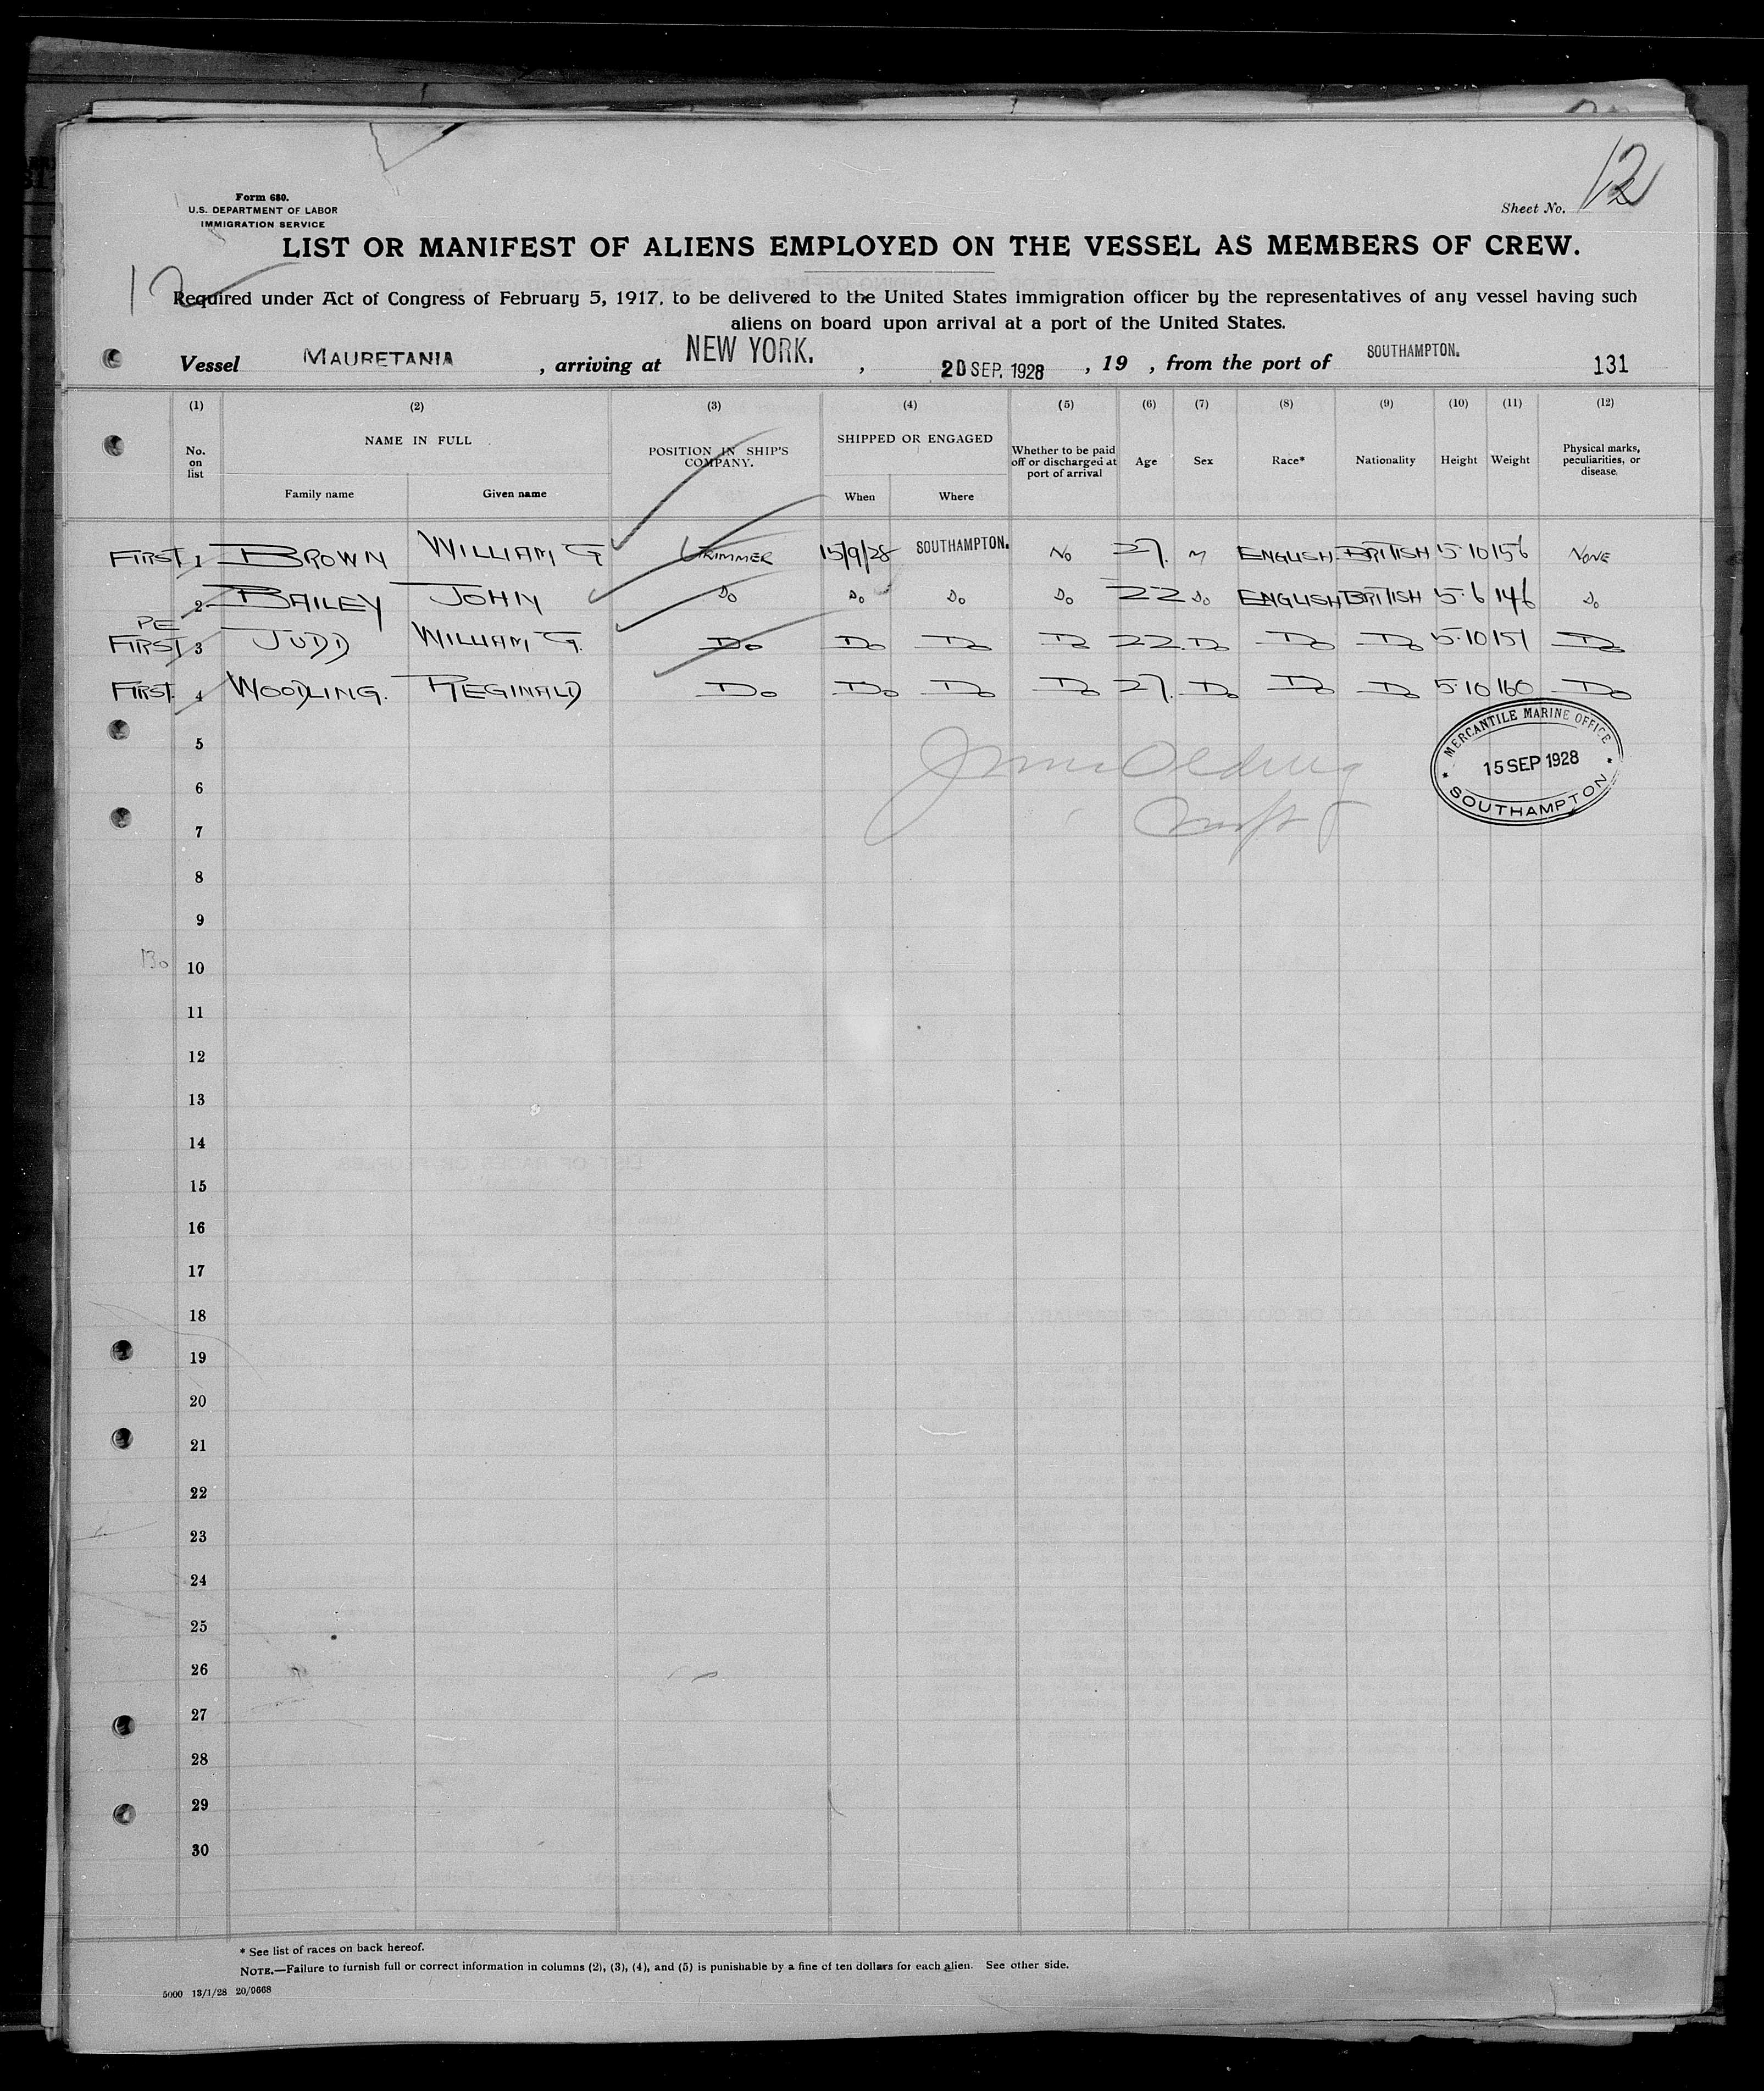 12
Form 680.
U.S. DEPARTMENT OF LABOR
IMMIGRATION SERVICE
Sheet No. 12
LIST OR MANIFEST OF ALIENS EMPLOYED ON THE VESSEL AS MEMBERS OF CREW.
Required under Act of Congress of February 5, 1917, to be delivered to the United States immigration officer by the representatives of any vessel having such
aliens on board upon arrival at a port of the United States.
Vessel MAURETANIA, arriving at NEW YORK., 20 SEP. 1928, 19 , from the port of SOUTHAMPTON. 131
(1) (2) (3) (4) (5) (6) (7) (8) (9) (10) (11) (12)
No. on list NAME IN FULL POSITION IN SHIP'S COMPANY. SHIPPED OR ENGAGED Whether to be paid off or discharged at port of arrival Age Sex Race* Nationality Height Weight Physical marks, peculiarities, or disease.
Family name Given name When Where
FIRST 1 BROWN WILLIAM G TRIMMER 15/9/28 SOUTHAMPTON. NO 27. M ENGLISH BRITISH 5.10 156 NONE
2 BAILEY JOHN Do Do Do Do 22 Do ENGLISH BRITISH 5.6 146 Do
PE
FIRST 3 JUDD WILLIAM G. Do Do Do Do 22. Do Do Do 5.10 151 Do
FIRST. 4 WOODLING. REGINALD Do Do Do Do 27. Do Do Do 5.10 160 Do
MERCANTILE MARINE OFFICE
15 SEP 1928
SOUTHAMPTON
5
6
7
8
9
130 10
11
12
13
14
15
16
17
18
19
20
21
22
23
24
25
26
27
28
29
30
* See list of races on back hereof.
NOTE.—Failure to furnish full or correct information in columns (2), (3), (4), and (5) is punishable by a fine of ten dollars for each alien. See other side.
5000 13/1/28 20/0668